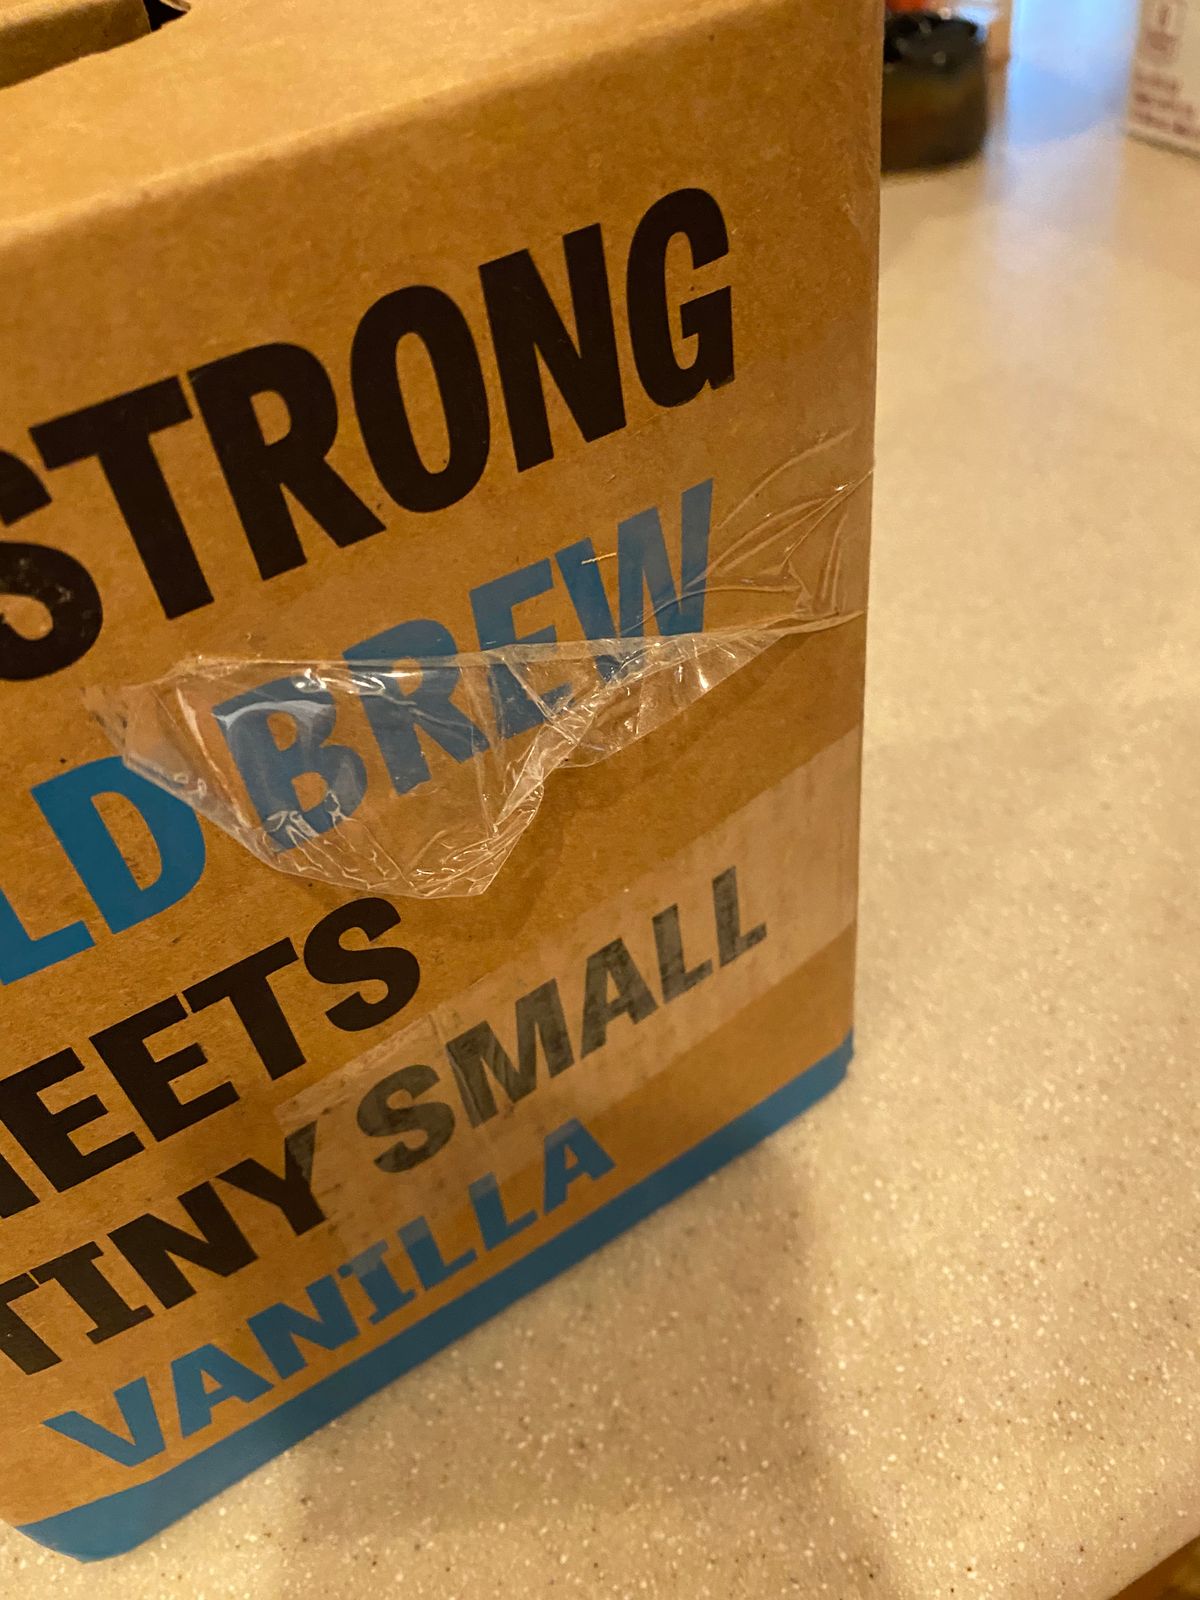 STRONG
LD BREW
EETS
TINY SMALL
VANILLA